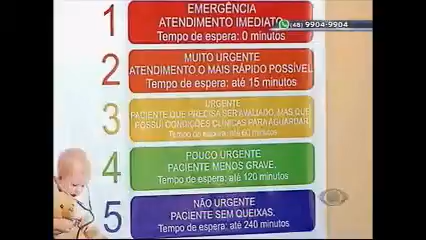 (48) 9904-9904
1
EMERGÊNCIA
ATENDIMENTO IMEDIATO
Tempo de espera: 0 minutos
2
MUITO URGENTE
ATENDIMENTO O MAIS RÁPIDO POSSÍVEL
Tempo de espera: até 15 minutos
3
URGENTE
PACIENTE QUE PRECISA SER AVALIADO, MAS QUE
POSSUI CONDIÇÕES CLÍNICAS PARA AGUARDAR
Tempo de espera: até 60 minutos
4
POUCO URGENTE
PACIENTE MENOS GRAVE.
Tempo de espera: até 120 minutos
5
NÃO URGENTE
PACIENTE SEM QUEIXAS.
Tempo de espera: até 240 minutos